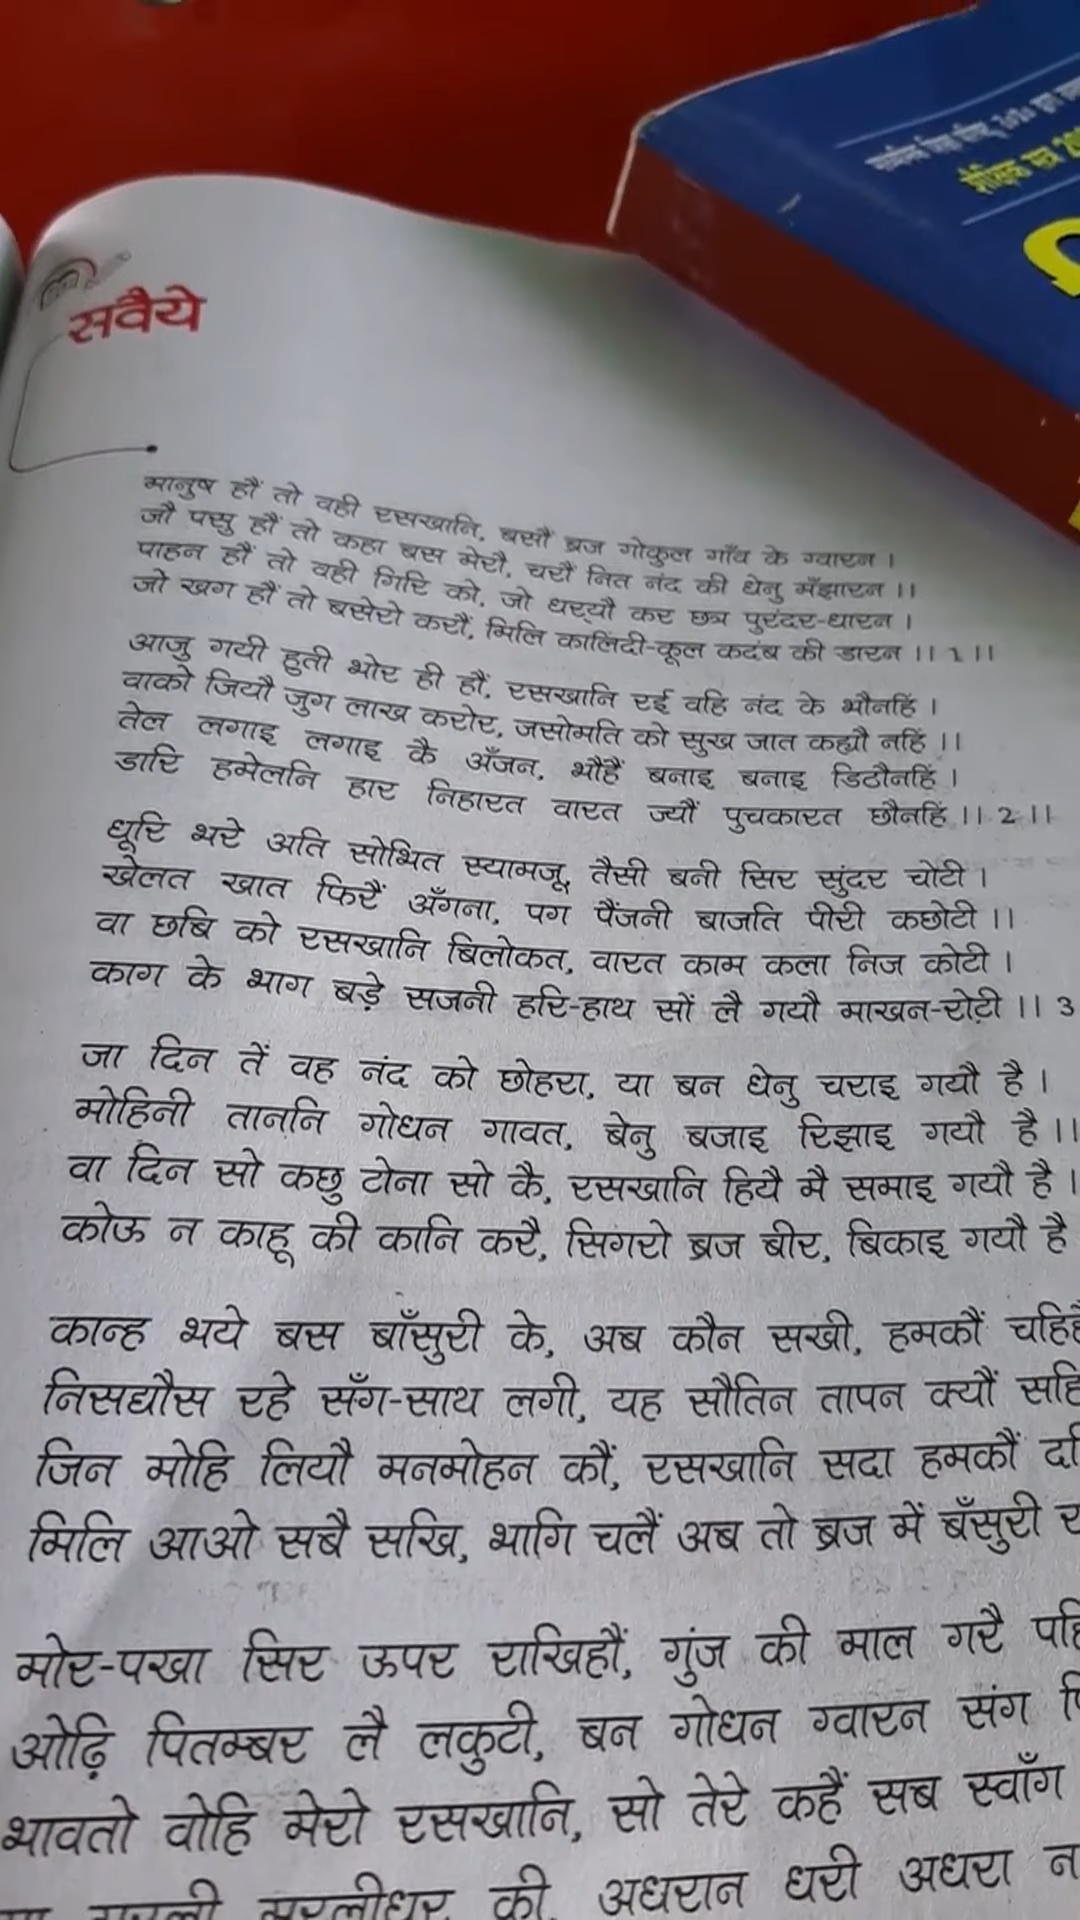 शैक्षिक सत्र
सवैये
मानुष हौं तो वही रसखानि, बसौं ब्रज गोकुल गाँव के ग्वारन ।
जौ पसु हौं तो कहा बस मेरौ, चरौं नित नंद की धेनु मँझारन ।।
पाहन हौं तो वही गिरि को, जो धर्‌यौ कर छत्र पुरंदर-धारन ।
जो खग हौं तो बसेरो करौं, मिलि कालिंदी-कूल कदंब की डारन ।। 1 ।।
आजु गयी हुती भोर ही हौं, रसखानि रई वहि नंद के भौनहिं ।
वाको जियौ जुग लाख करोर, जसोमति को सुख जात कह्यौ नहिं ।।
तेल लगाइ लगाइ कै अँजन, भौहैं बनाइ बनाइ डिठौनहिं ।
डारि हमेलनि हार निहारत वारत ज्यौं पुचकारत छौनहिं ।। 2 ।।
धूरि भरे अति सोभित स्यामजू, तैसी बनी सिर सुंदर चोटी ।
खेलत खात फिरैं अँगना, पग पैंजनी बाजति पीरी कछोटी ।।
वा छबि को रसखानि बिलोकत, वारत काम कला निज कोटी ।
काग के भाग बड़े सजनी हरि-हाथ सों लै गयौ माखन-रोटी ।। 3
जा दिन तें वह नंद को छोहरा, या बन धेनु चराइ गयौ है ।
मोहिनी ताननि गोधन गावत, बेनु बजाइ रिझाइ गयौ है ।।
वा दिन सो कछु टोना सो कै, रसखानि हियै मै समाइ गयौ है ।
कोऊ न काहू की कानि करै, सिगरो ब्रज बीर, बिकाइ गयौ है
कान्ह भये बस बाँसुरी के, अब कौन सखी, हमकौं
निसद्यौस रहे सँग-साथ लगी, यह सौतिन तापन क्यौं
जिन मोहि लियौ मनमोहन कौं, रसखानि सदा हमकौं
मिलि आओ सबै सखि, भागि चलैं अब तो ब्रज में बँसुरी
मोर-पखा सिर ऊपर राखिहौं, गुंज की माल गरै
ओढ़ि पितम्बर लै लकुटी, बन गोधन ग्वारन संग
भावतो वोहि मेरो रसखानि, सो तेरे कहैं सब स्वाँग
मुरलीधर की, अधरान धरी अधरा न